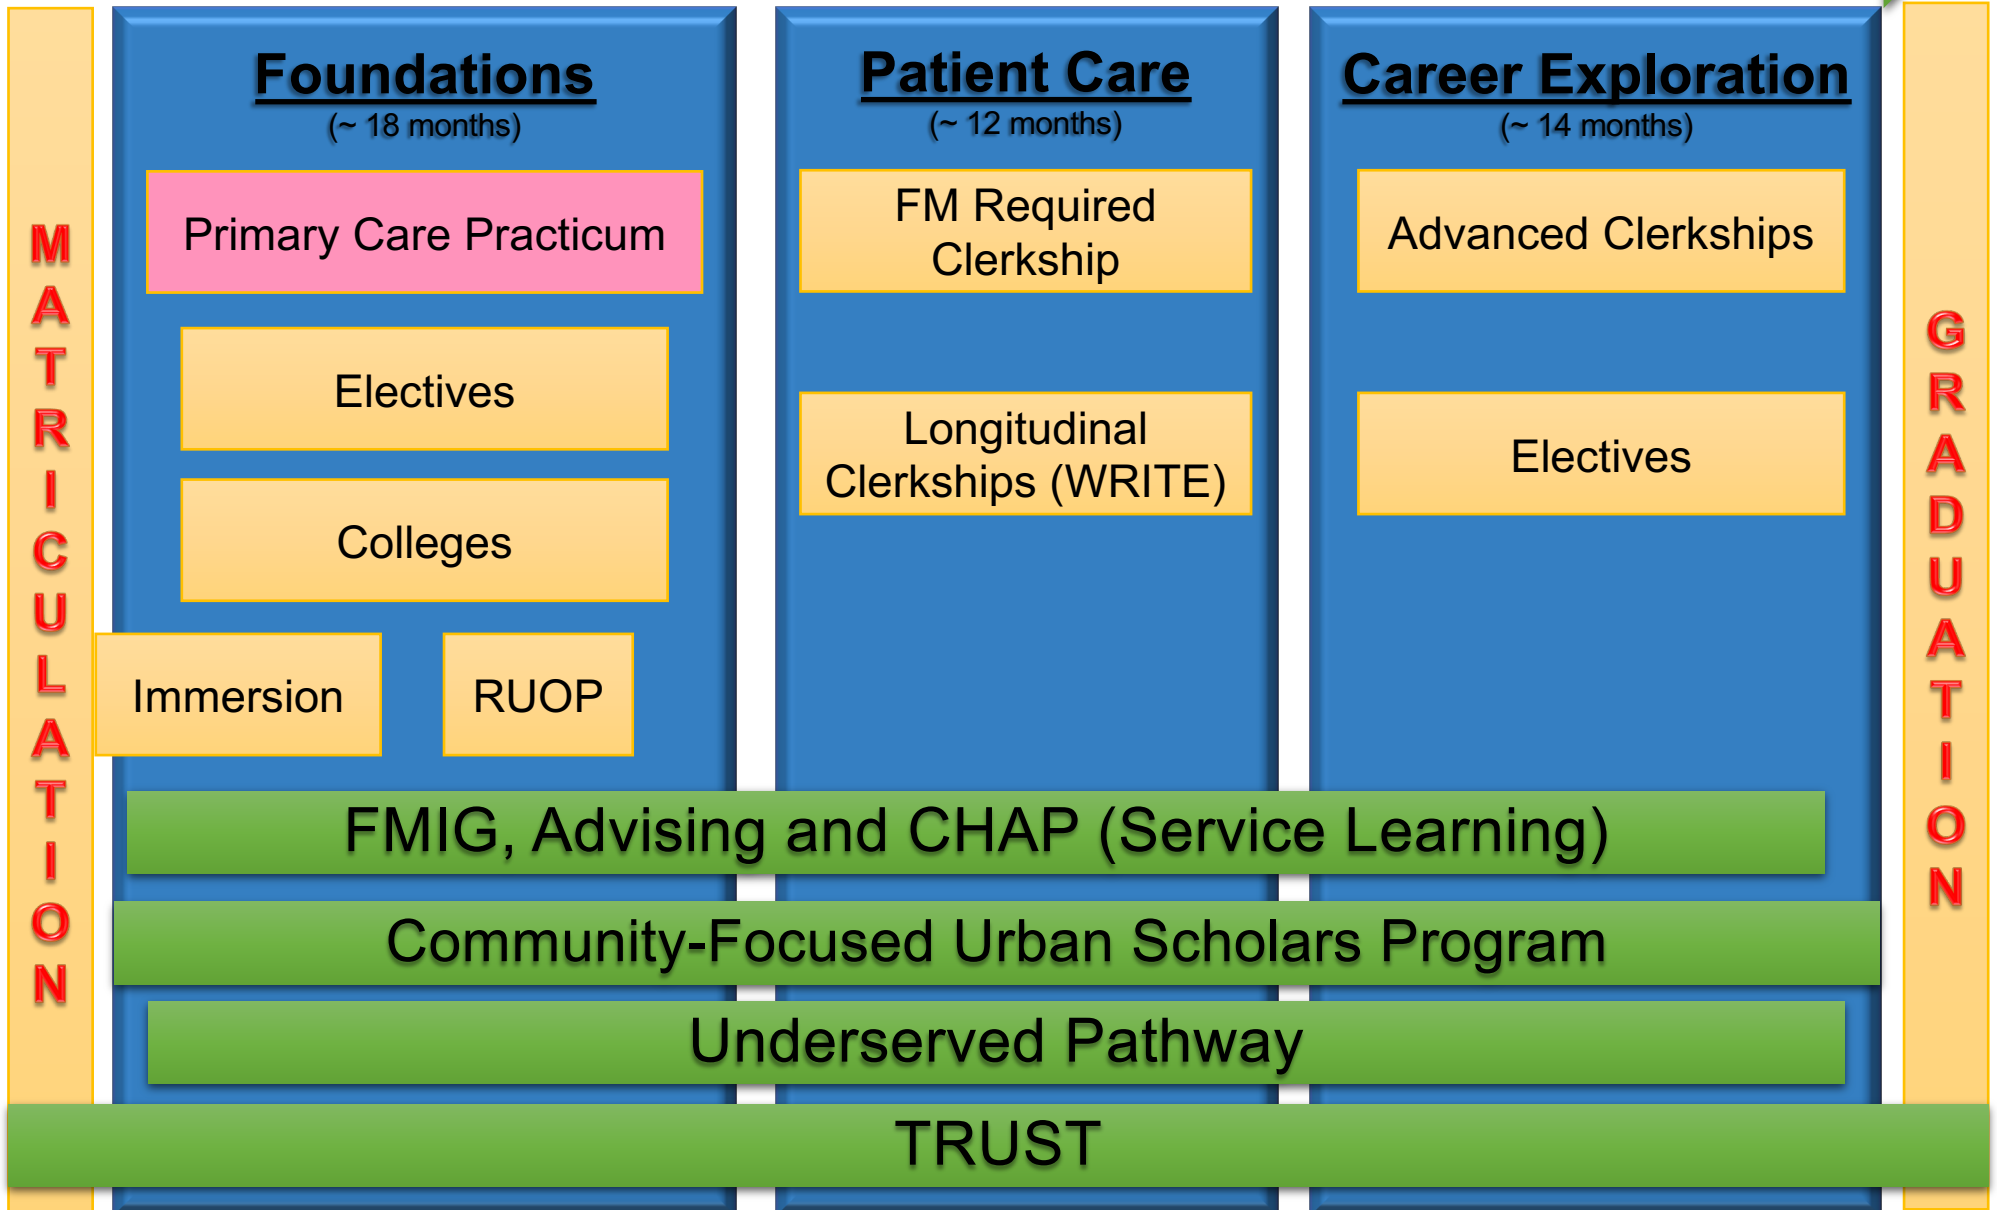 MATRICULATION
Foundations
(~ 18 months)
Primary Care Practicum
Electives
Colleges
Immersion
RUOP
Patient Care
(~ 12 months)
FM Required
Clerkship
Longitudinal
Clerkships (WRITE)
Career Exploration
(~ 14 months)
Advanced Clerkships
Electives
FMIG, Advising and CHAP (Service Learning)
Community-Focused Urban Scholars Program
Underserved Pathway
TRUST
GRADUATION